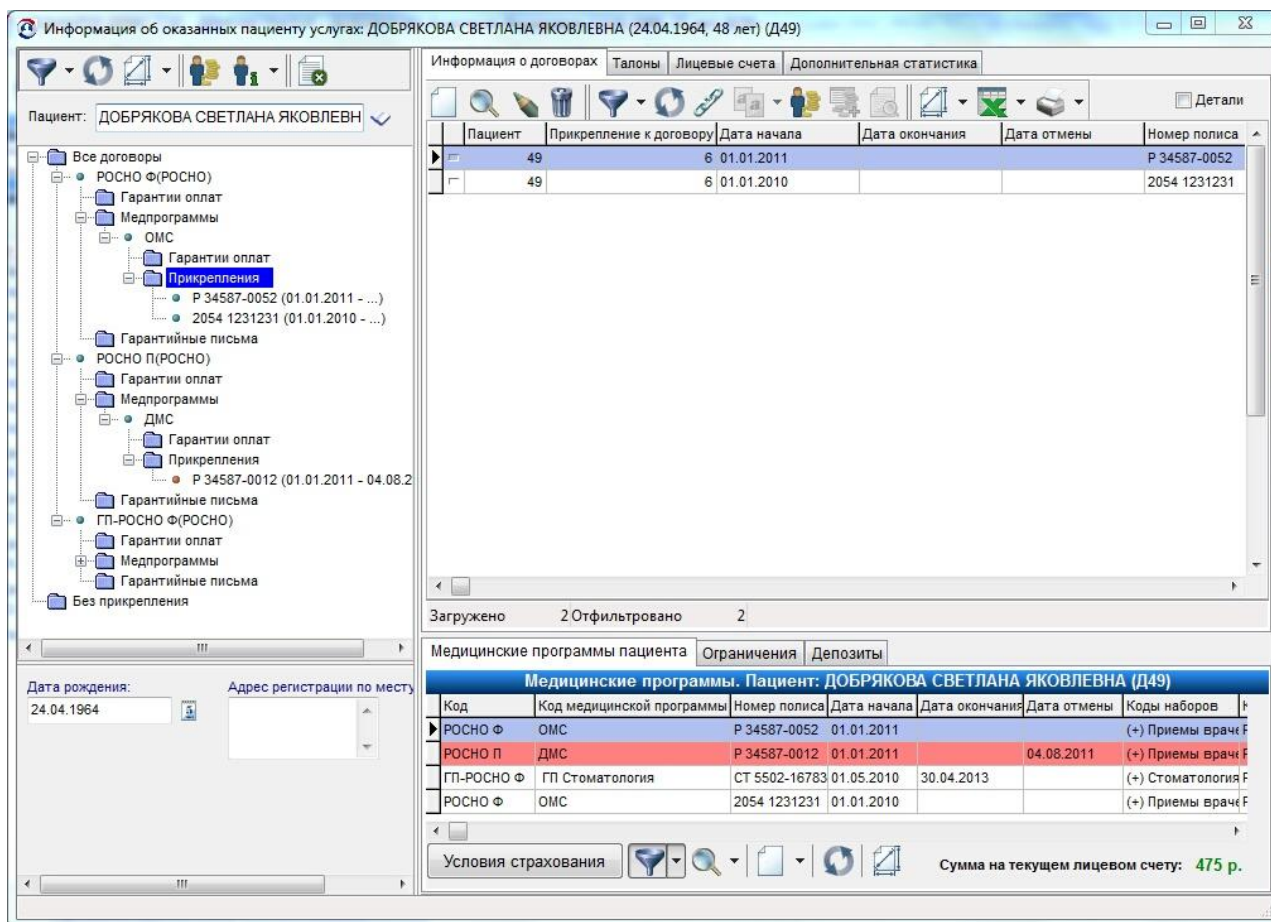 Информация об оказанных пациенту услугах: ДОБРЯКОВА СВЕТЛАНА ЯКОВЛЕВНА (24.04.1964, 48 лет) (Д49)
Пациент: ДОБРЯКОВА СВЕТЛАНА ЯКОВЛЕВН
Все договоры
РОСНО Ф(РОСНО)
Гарантии оплат
Медпрограммы
ОМС
Гарантии оплат
Прикрепления
Р 34587-0052 (01.01.2011 - ...)
2054 1231231 (01.01.2010 - ...)
Гарантийные письма
РОСНО П(РОСНО)
Гарантии оплат
Медпрограммы
ДМС
Гарантии оплат
Прикрепления
Р 34587-0012 (01.01.2011 - 04.08.2
Гарантийные письма
ГП-РОСНО Ф(РОСНО)
Гарантии оплат
Медпрограммы
Гарантийные письма
Без прикрепления
Дата рождения: Адрес регистрации по месту
24.04.1964
Информация о договорах Талоны Лицевые счета Дополнительная статистика
Детали
Пациент Прикрепление к договору Дата начала Дата окончания Дата отмены Номер полиса
49 6 01.01.2011 Р 34587-0052
49 6 01.01.2010 2054 1231231
Загружено 2 Отфильтровано 2
Медицинские программы пациента Ограничения Депозиты
Медицинские программы. Пациент: ДОБРЯКОВА СВЕТЛАНА ЯКОВЛЕВНА (Д49)
Код Код медицинской программы Номер полиса Дата начала Дата окончания Дата отмены Коды наборов
РОСНО Ф ОМС Р 34587-0052 01.01.2011 (+) Приемы враче
РОСНО П ДМС Р 34587-0012 01.01.2011 04.08.2011 (+) Приемы враче
ГП-РОСНО Ф ГП Стоматология СТ 5502-16783 01.05.2010 30.04.2013 (+) Стоматология
РОСНО Ф ОМС 2054 1231231 01.01.2010 (+) Приемы враче
Условия страхования Сумма на текущем лицевом счету: 475 р.